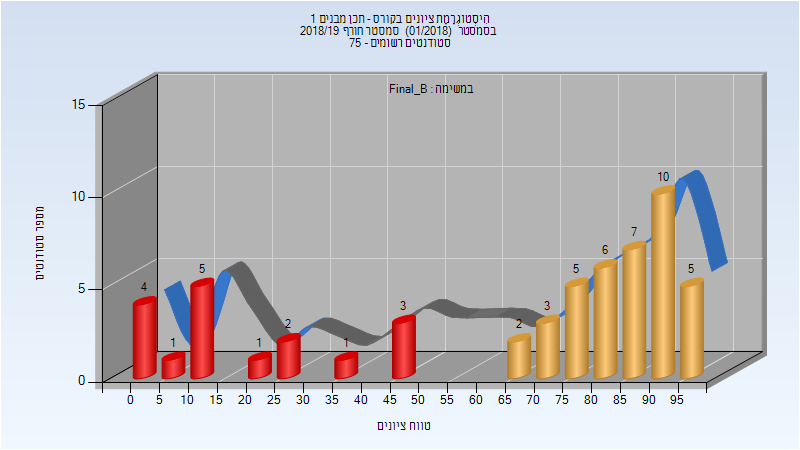 היסטוגרמת ציונים בקורס - תכן מבנים 1
בסמסטר (01/2018) סמסטר חורף 2018/19
סטודנטים רשומים - 75
במשימה : Final_B
15
10
5
0
מספר סטודנטים
4
1
5
1
2
1
3
2
3
5
6
7
10
5
0 5 10 15 20 25 30 35 40 45 50 55 60 65 70 75 80 85 90 95
טווח ציונים